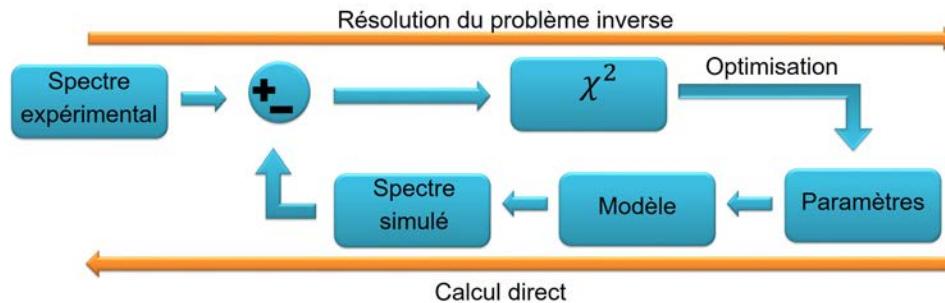 Résolution du problème inverse
Spectre
expérimental
+
-
χ²
Optimisation
Spectre
simulé
Modèle
Paramètres
Calcul direct